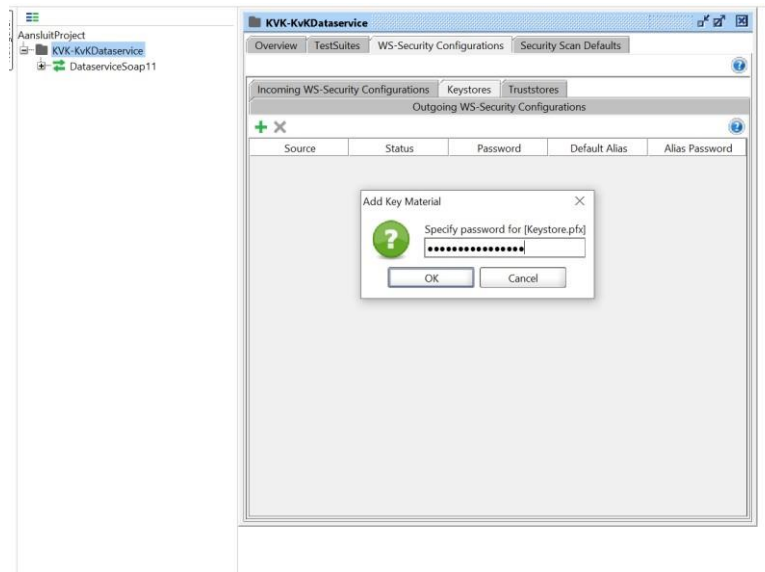 AansluitProject
KVK-KvKDataservice
DataserviceSoap11
KVK-KvKDataservice
Overview TestSuites WS-Security Configurations Security Scan Defaults
Incoming WS-Security Configurations Keystores Truststores
Outgoing WS-Security Configurations
Source Status Password Default Alias Alias Password
Add Key Material
Specify password for [Keystore.pfx]
OK Cancel